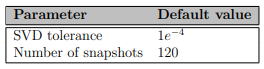 Parameter Default value
SVD tolerance 1e⁻⁴
Number of snapshots 120